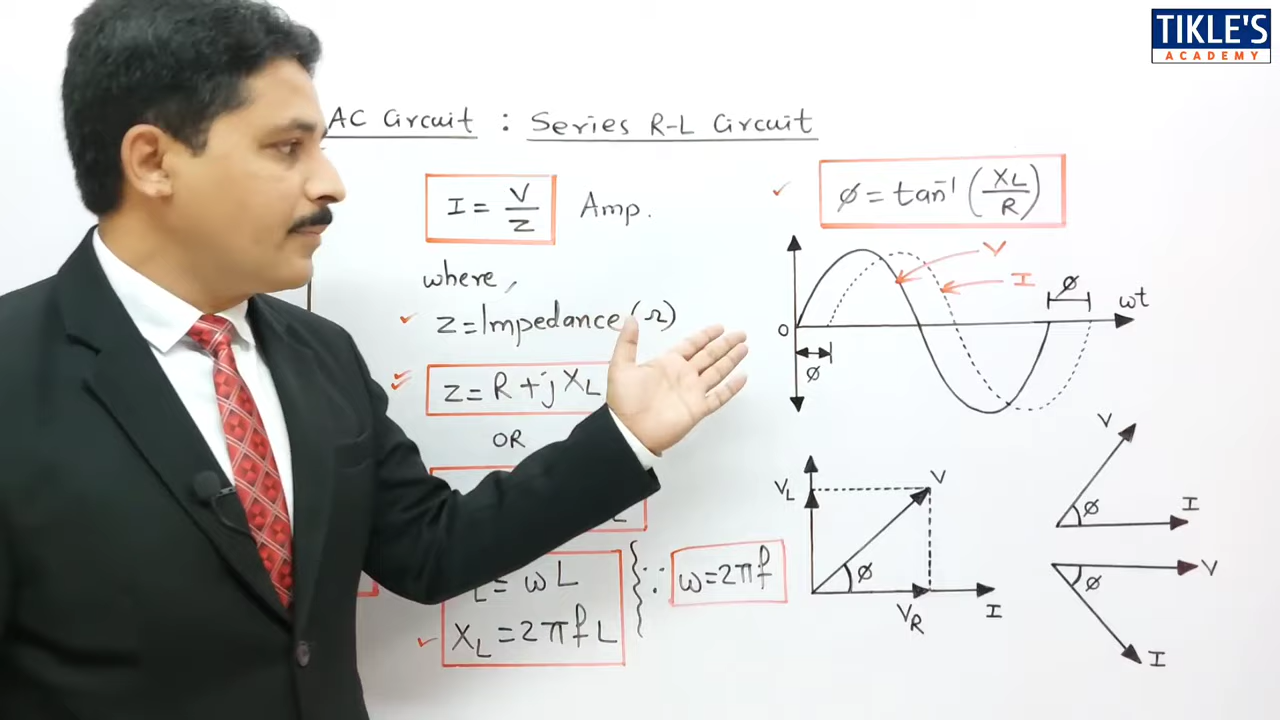 TIKLE'S
ACADEMY
AC Circuit : Series R-L Circuit
I = V/Z Amp.
where,
Z = Impedance (Ω)
Z = R + j XL
OR
L
L = ωL
XL = 2πfL
∵ ω = 2πf
ø = tan⁻¹ (XL/R)
V
I
ø
ωt
0
ø
VL
V
ø
VR
I
V
ø
I
ø
V
I